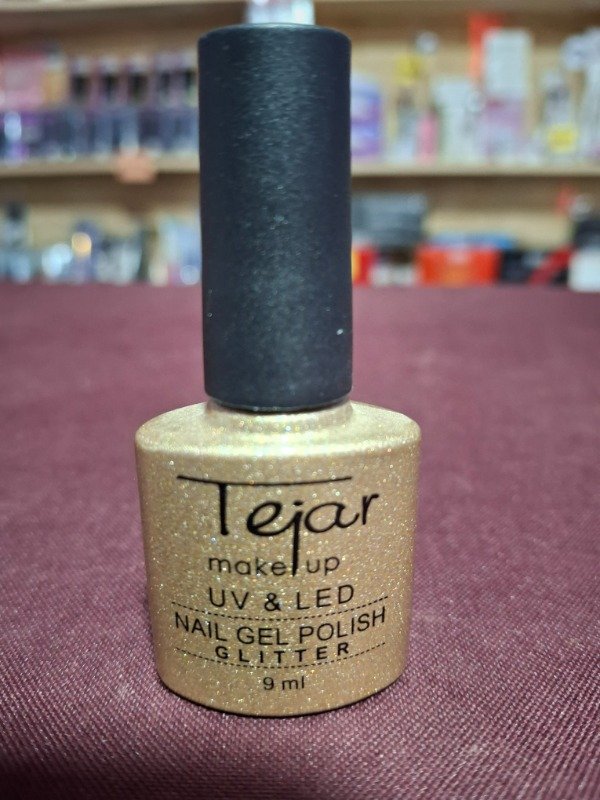 Tejar
make up
UV & LED
NAIL GEL POLISH
GLITTER
9 ml